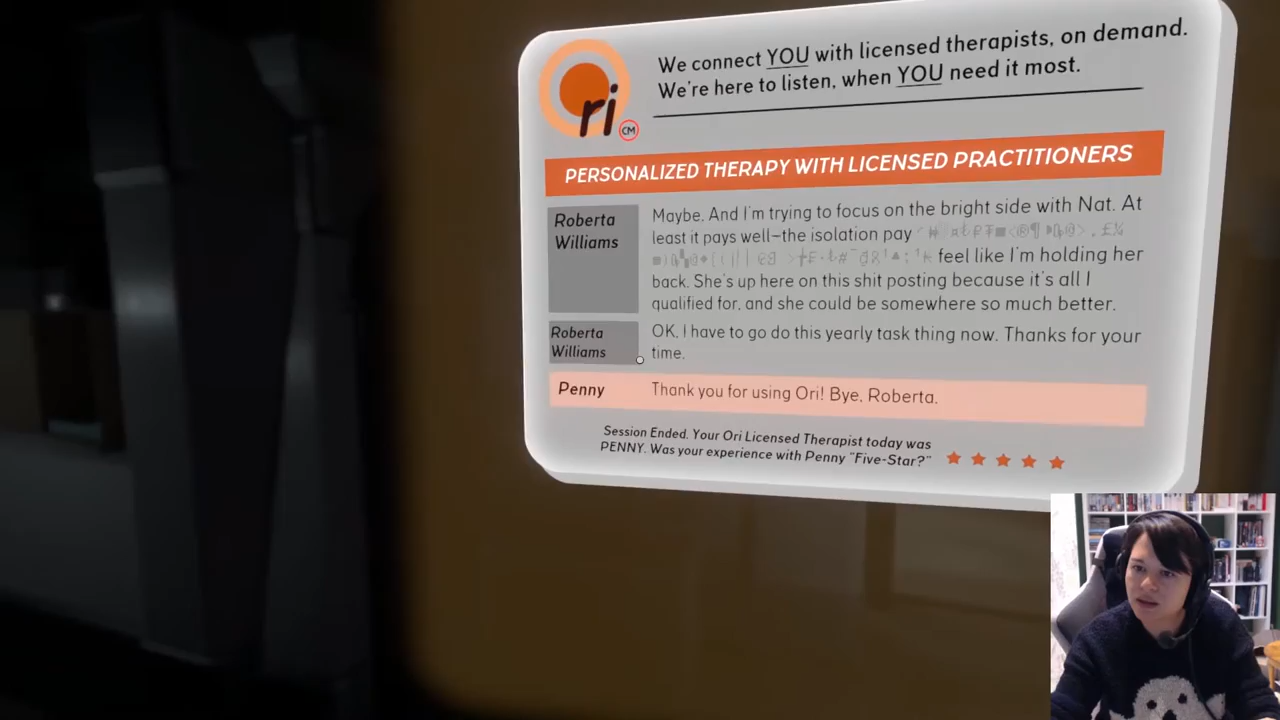 We connect YOU with licensed therapists, on demand.
We're here to listen, when YOU need it most.
Ori
CM
PERSONALIZED THERAPY WITH LICENSED PRACTITIONERS
Roberta
Williams
Maybe. And I'm trying to focus on the bright side with Nat. At
least it pays well—the isolation pay
feel like I'm holding her
back. She's up here on this shit posting because it's all I
qualified for, and she could be somewhere so much better.
Roberta
Williams
OK. I have to go do this yearly task thing now. Thanks for your
time.
Penny
Thank you for using Ori! Bye, Roberta.
Session Ended. Your Ori Licensed Therapist today was
PENNY. Was your experience with Penny "Five-Star?"